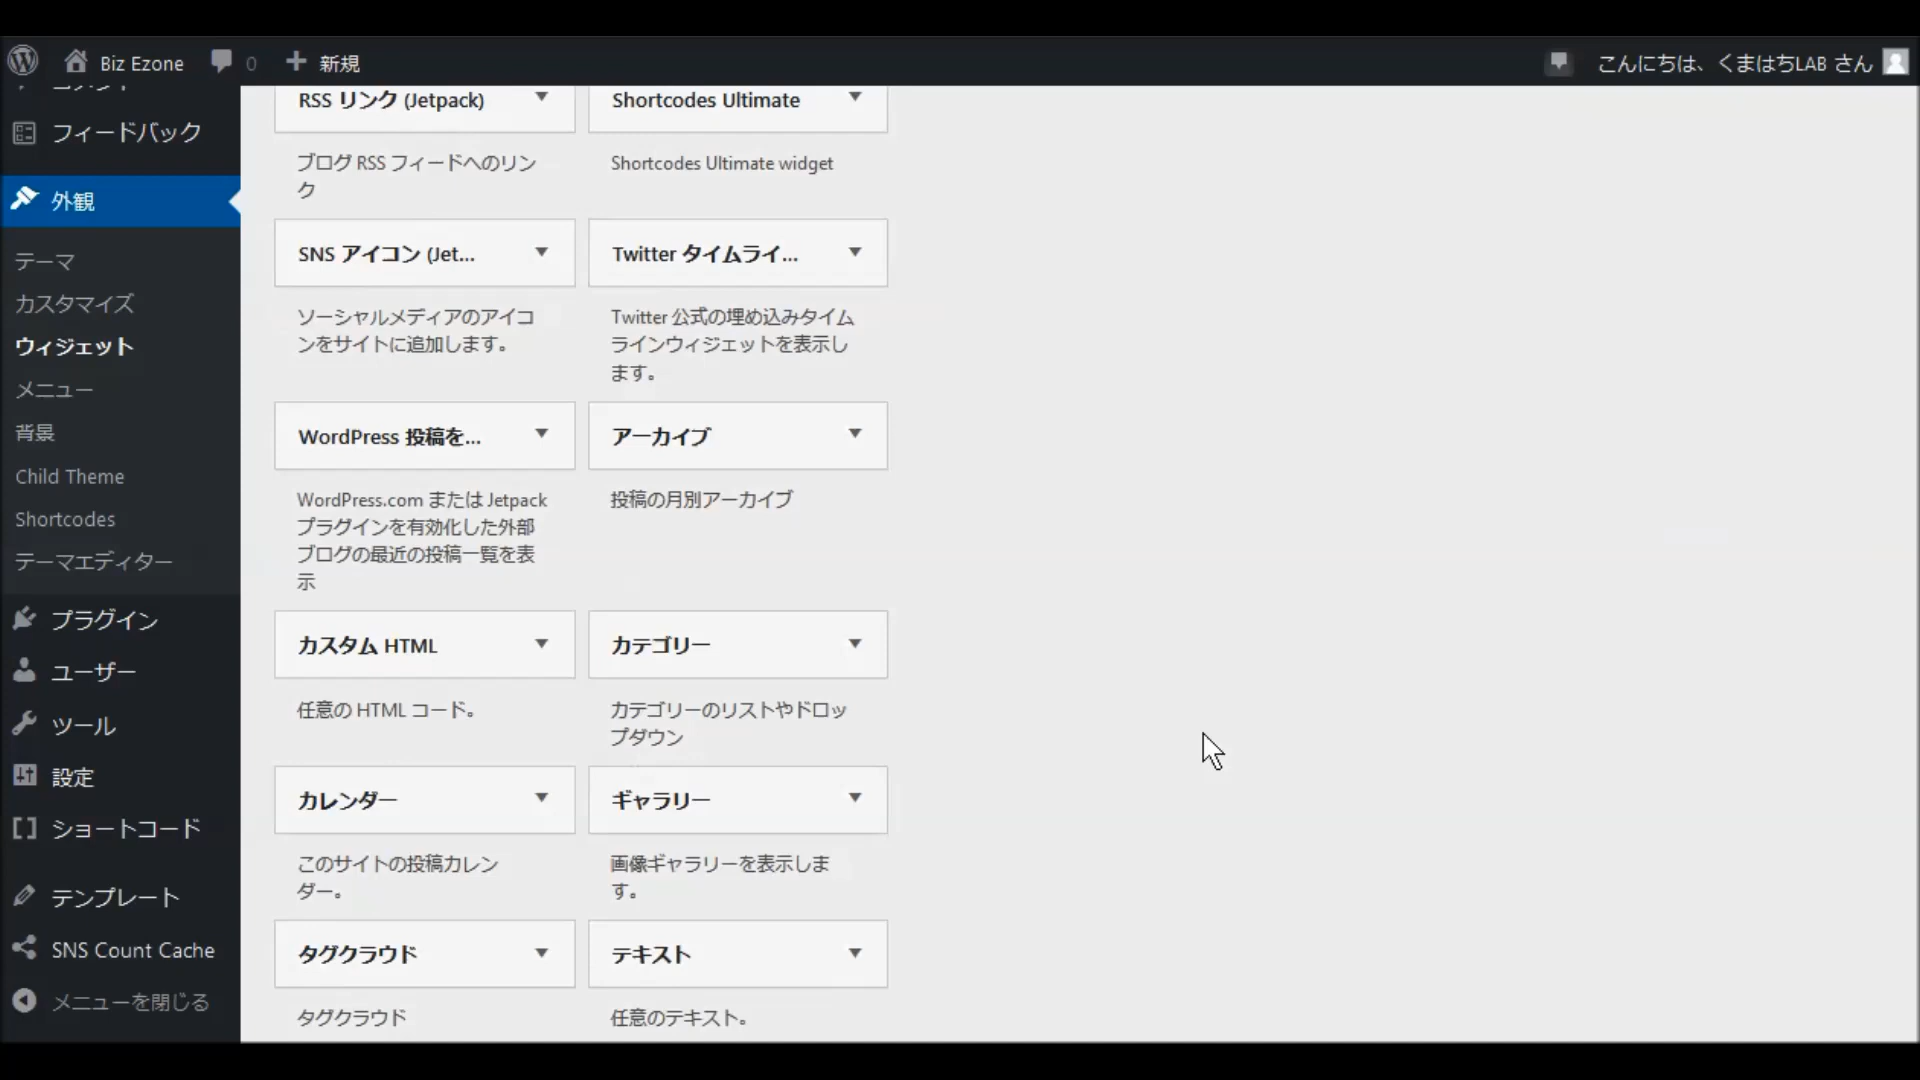 Biz Ezone
0
新規
こんにちは、くまはちLAB さん
フィードバック
外観
テーマ
カスタマイズ
ウィジェット
メニュー
背景
Child Theme
Shortcodes
テーマエディター
プラグイン
ユーザー
ツール
設定
ショートコード
テンプレート
SNS Count Cache
メニューを閉じる
RSS リンク (Jetpack)
ブログ RSS フィードへのリン
ク
Shortcodes Ultimate
Shortcodes Ultimate widget
SNS アイコン (Jet...
ソーシャルメディアのアイコ
ンをサイトに追加します。
Twitter タイムライ...
Twitter 公式の埋め込みタイム
ラインウィジェットを表示し
ます。
WordPress 投稿を...
WordPress.com または Jetpack
プラグインを有効化した外部
ブログの最近の投稿一覧を表
示
アーカイブ
投稿の月別アーカイブ
カスタム HTML
任意の HTML コード。
カテゴリー
カテゴリーのリストやドロッ
プダウン
カレンダー
このサイトの投稿カレン
ダー。
ギャラリー
画像ギャラリーを表示しま
す。
タグクラウド
タグクラウド
テキスト
任意のテキスト。